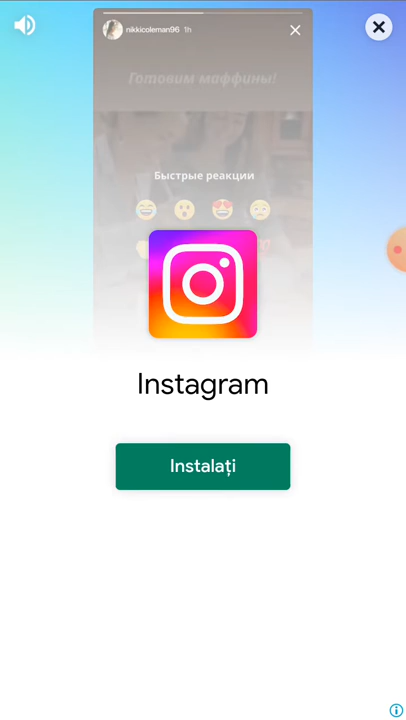 nikkicoleman96 1h
Готовим маффины!
Быстрые реакции
Instagram
Instalați